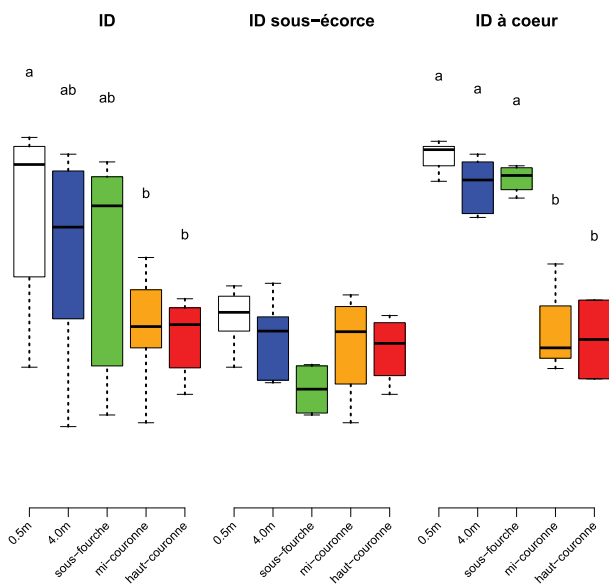 ID ID sous−écorce ID à coeur
a ab ab b b
a a a b b
0.5m 4.0m sous−fourche mi−couronne haut−couronne
0.5m 4.0m sous−fourche mi−couronne haut−couronne
0.5m 4.0m sous−fourche mi−couronne haut−couronne